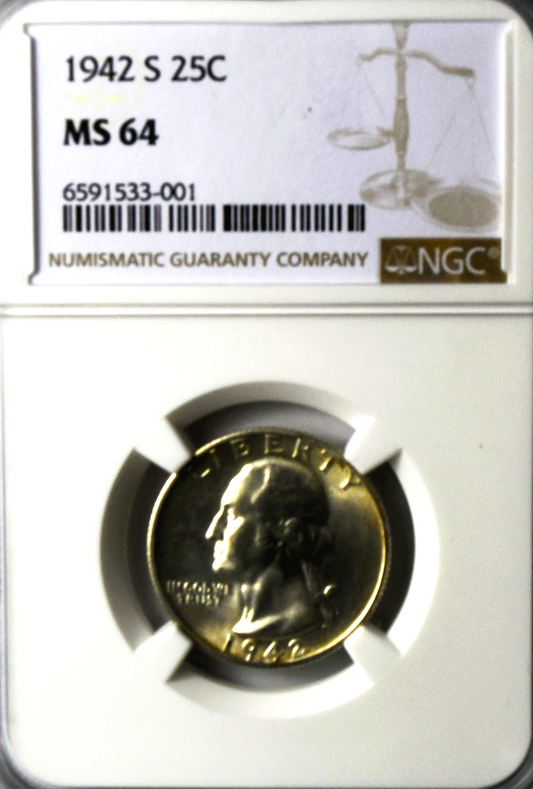 1942 S 25C
MS 64
6591533-001
NUMISMATIC GUARANTY COMPANY
NGC®
LIBERTY
IN GOD WE
TRUST
1942